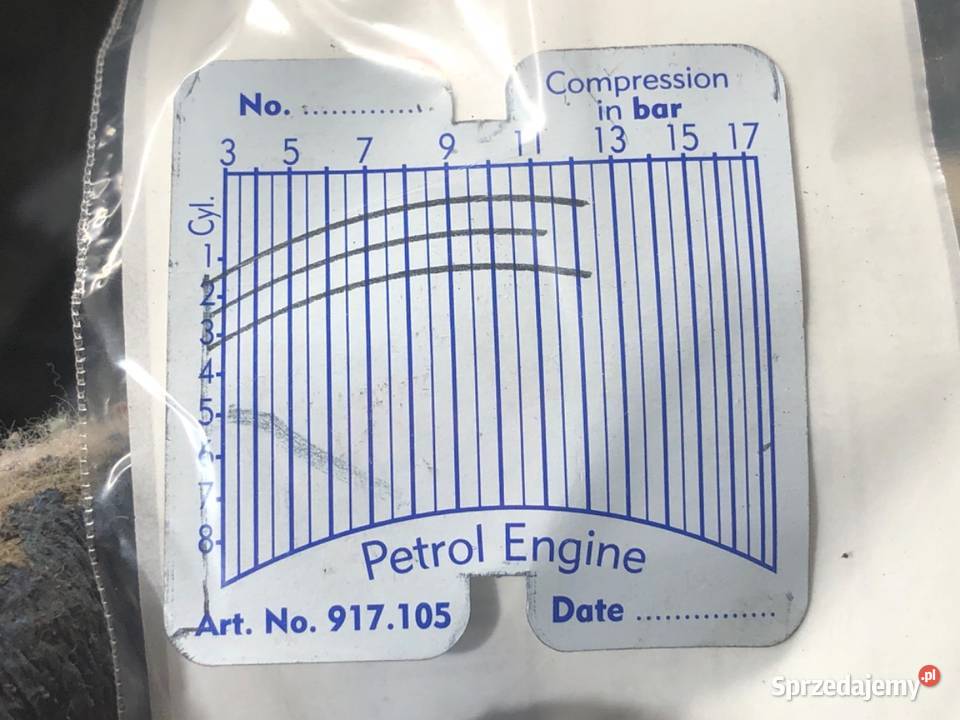 No. ..............
Compression
in bar
3 5 7 9 11 13 15 17
Cyl.
1
2
3
4
5
6
7
8
Petrol Engine
Art. No. 917.105
Date ...............
Sprzedajemy.pl